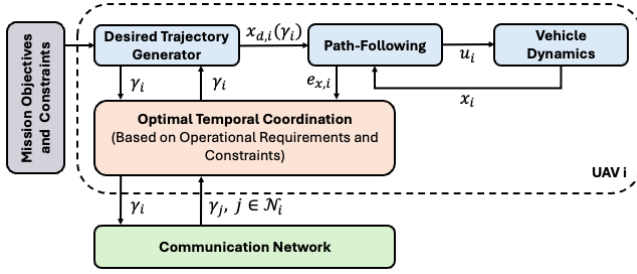 Mission Objectives
and Constraints
Desired Trajectory
Generator
x_{d,i}(γ_i)
Path-Following
u_i
Vehicle
Dynamics
γ_i
γ_i
e_{x,i}
x_i
Optimal Temporal Coordination
(Based on Operational Requirements and
Constraints)
UAV i
γ_i
γ_j, j ∈ 𝒩_i
Communication Network